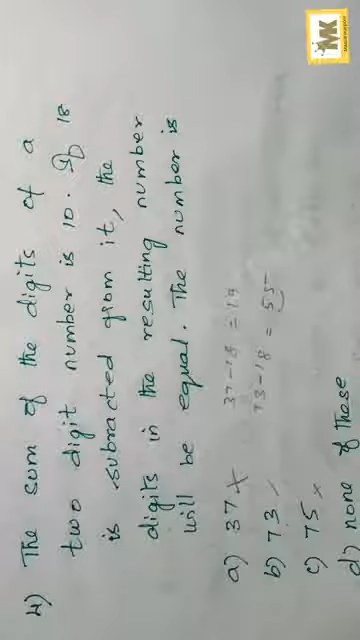 4) The sum of the digits of a
two digit number is 10. If 18
is subracted from it, the
digits in the resulting number
will be equal. The number is
a) 37 × 37-18 = 19
b) 73 ✓ 73-18 = 55
c) 75 ×
d) none of these
MK